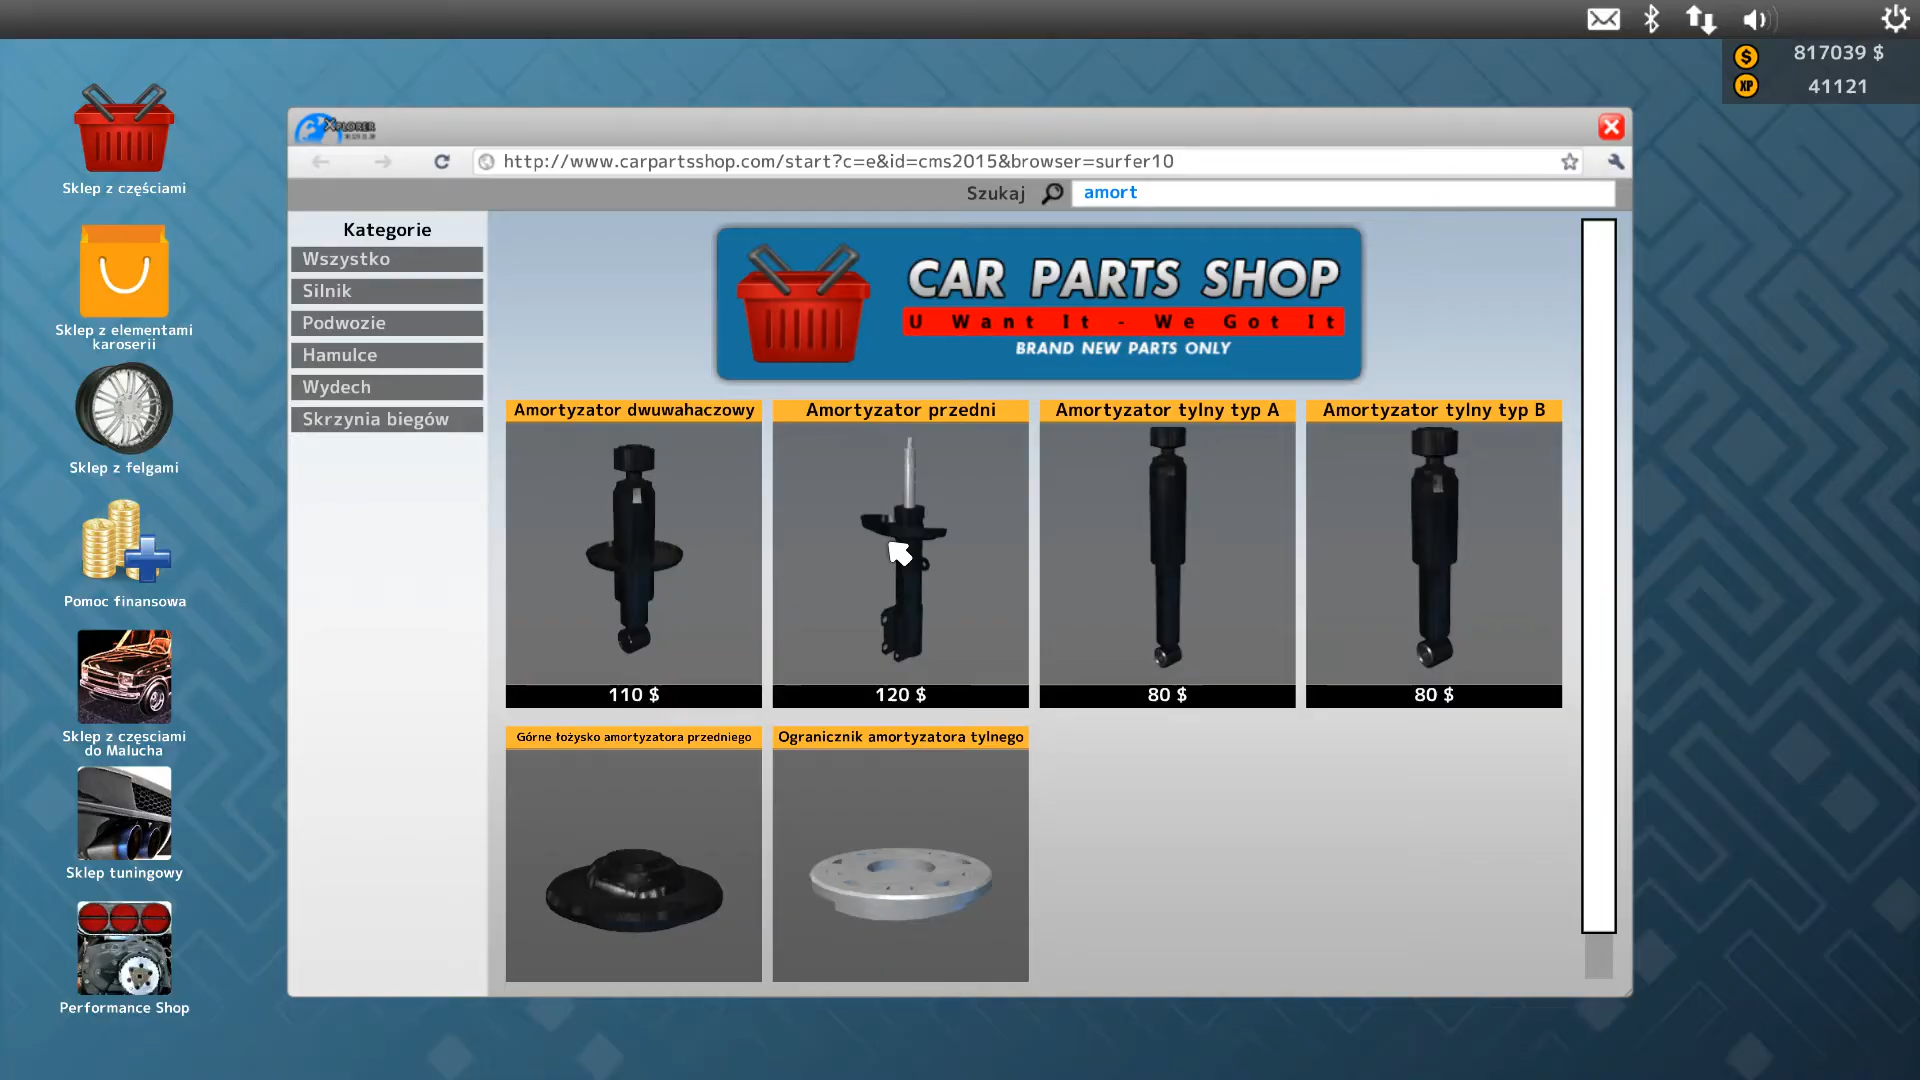 817039 $
XP 41121
Sklep z częściami
Sklep z elementami
karoserii
Sklep z felgami
Pomoc finansowa
Sklep z częsciami
do Malucha
Sklep tuningowy
Performance Shop
XPLORER
http://www.carpartsshop.com/start?c=e&id=cms2015&browser=surfer10
Szukaj amort
Kategorie
Wszystko
Silnik
Podwozie
Hamulce
Wydech
Skrzynia biegów
CAR PARTS SHOP
U Want It - We Got It
BRAND NEW PARTS ONLY
Amortyzator dwuwahaczowy
110 $
Amortyzator przedni
120 $
Amortyzator tylny typ A
80 $
Amortyzator tylny typ B
80 $
Górne łożysko amortyzatora przedniego
Ogranicznik amortyzatora tylnego